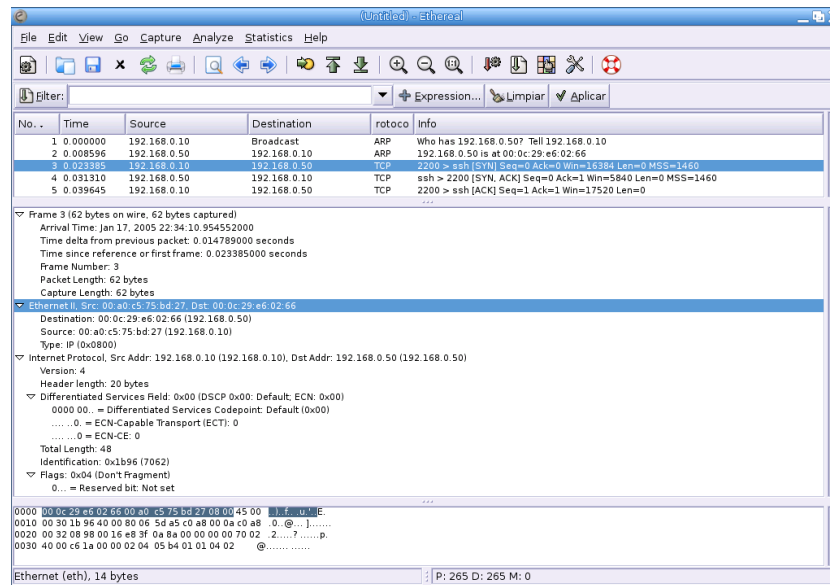 (Untitled) - Ethereal
File Edit View Go Capture Analyze Statistics Help
Filter: Expression... Limpiar Aplicar
No. . Time Source Destination rotoco Info
1 0.000000 192.168.0.10 Broadcast ARP Who has 192.168.0.50? Tell 192.168.0.10
2 0.008596 192.168.0.50 192.168.0.10 ARP 192.168.0.50 is at 00:0c:29:e6:02:66
3 0.023385 192.168.0.10 192.168.0.50 TCP 2200 > ssh [SYN] Seq=0 Ack=0 Win=16384 Len=0 MSS=1460
4 0.031310 192.168.0.50 192.168.0.10 TCP ssh > 2200 [SYN, ACK] Seq=0 Ack=1 Win=5840 Len=0 MSS=1460
5 0.039645 192.168.0.10 192.168.0.50 TCP 2200 > ssh [ACK] Seq=1 Ack=1 Win=17520 Len=0
Frame 3 (62 bytes on wire, 62 bytes captured)
Arrival Time: Jan 17, 2005 22:34:10.954552000
Time delta from previous packet: 0.014789000 seconds
Time since reference or first frame: 0.023385000 seconds
Frame Number: 3
Packet Length: 62 bytes
Capture Length: 62 bytes
Ethernet II, Src: 00:a0:c5:75:bd:27, Dst: 00:0c:29:e6:02:66
Destination: 00:0c:29:e6:02:66 (192.168.0.50)
Source: 00:a0:c5:75:bd:27 (192.168.0.10)
Type: IP (0x0800)
Internet Protocol, Src Addr: 192.168.0.10 (192.168.0.10), Dst Addr: 192.168.0.50 (192.168.0.50)
Version: 4
Header length: 20 bytes
Differentiated Services Field: 0x00 (DSCP 0x00: Default; ECN: 0x00)
0000 00.. = Differentiated Services Codepoint: Default (0x00)
.... ..0. = ECN-Capable Transport (ECT): 0
.... ...0 = ECN-CE: 0
Total Length: 48
Identification: 0x1b96 (7062)
Flags: 0x04 (Don't Fragment)
0... = Reserved bit: Not set
0000 00 0c 29 e6 02 66 00 a0 c5 75 bd 27 08 00 45 00 ..)..f.. .u.'..E.
0010 00 30 1b 96 40 00 80 06 5d a5 c0 a8 00 0a c0 a8 .0..@... ].......
0020 00 32 08 98 00 16 e8 3f 0a 8a 00 00 00 00 70 02 .2.....? ......p.
0030 40 00 c6 1a 00 00 02 04 05 b4 01 01 04 02 @....... ......
Ethernet (eth), 14 bytes P: 265 D: 265 M: 0